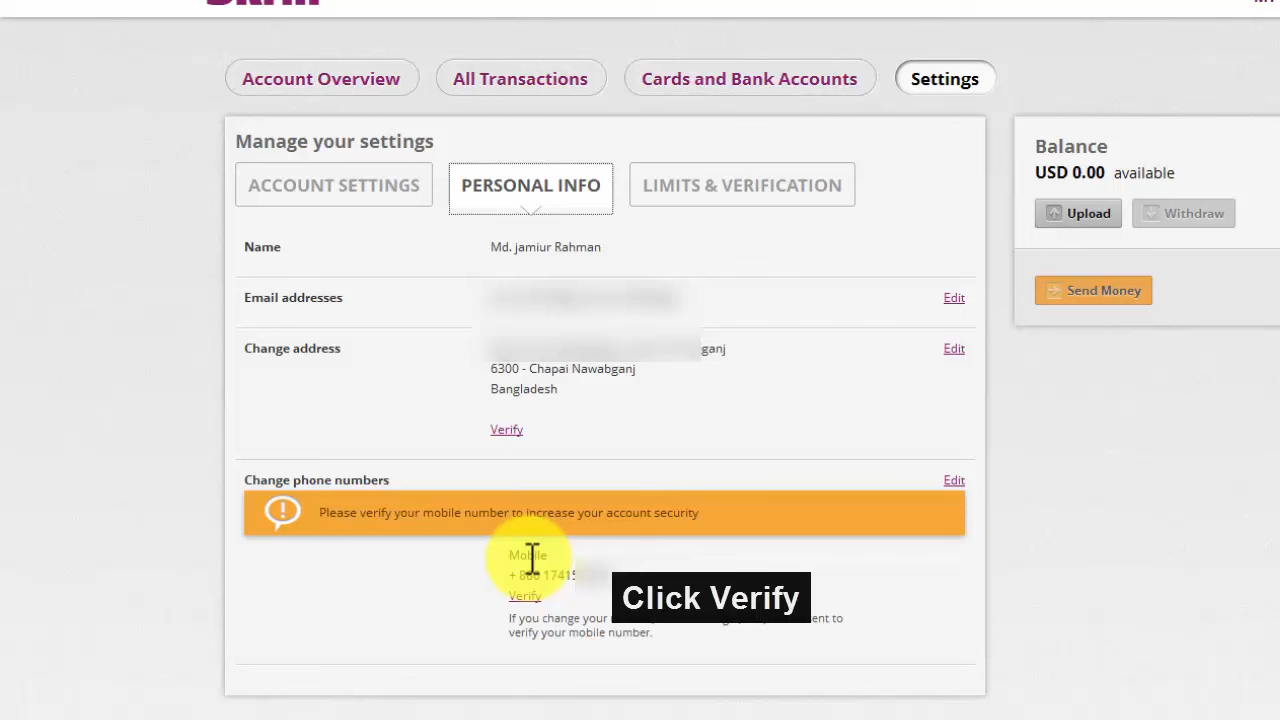 Account Overview All Transactions Cards and Bank Accounts Settings
Manage your settings
ACCOUNT SETTINGS PERSONAL INFO LIMITS & VERIFICATION
Name Md. jamiur Rahman
Email addresses Edit
Change address ganj Edit
6300 - Chapai Nawabganj
Bangladesh
Verify
Change phone numbers Edit
Please verify your mobile number to increase your account security
Mobile
Verify
Click Verify
If you change your
verify your mobile number.
Balance
USD 0.00 available
Upload Withdraw
Send Money